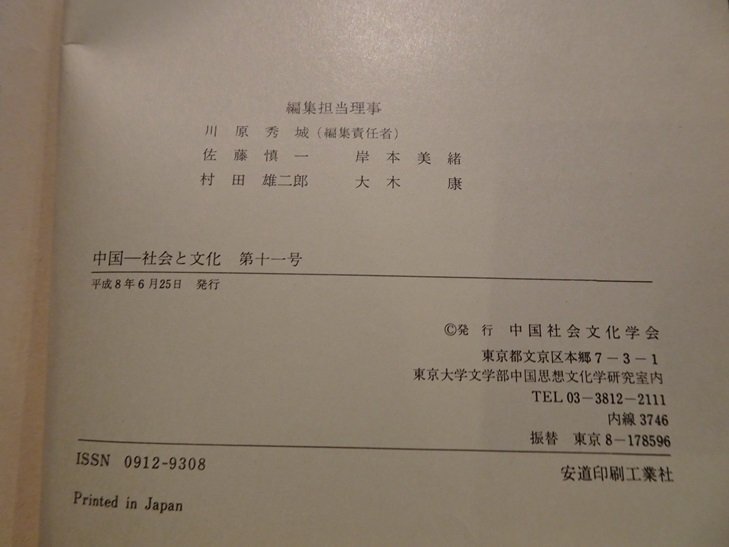 編集担当理事
川原秀城（編集責任者）
佐藤慎一　岸本美緒
村田雄二郎　大木　康
中国―社会と文化　第十一号
平成8年6月25日　発行
©発行　中国社会文化学会
東京都文京区本郷7－3－1
東京大学文学部中国思想文化学研究室内
TEL 03－3812－2111
内線 3746
振替　東京 8－178596
ISSN 0912-9308
安道印刷工業社
Printed in Japan